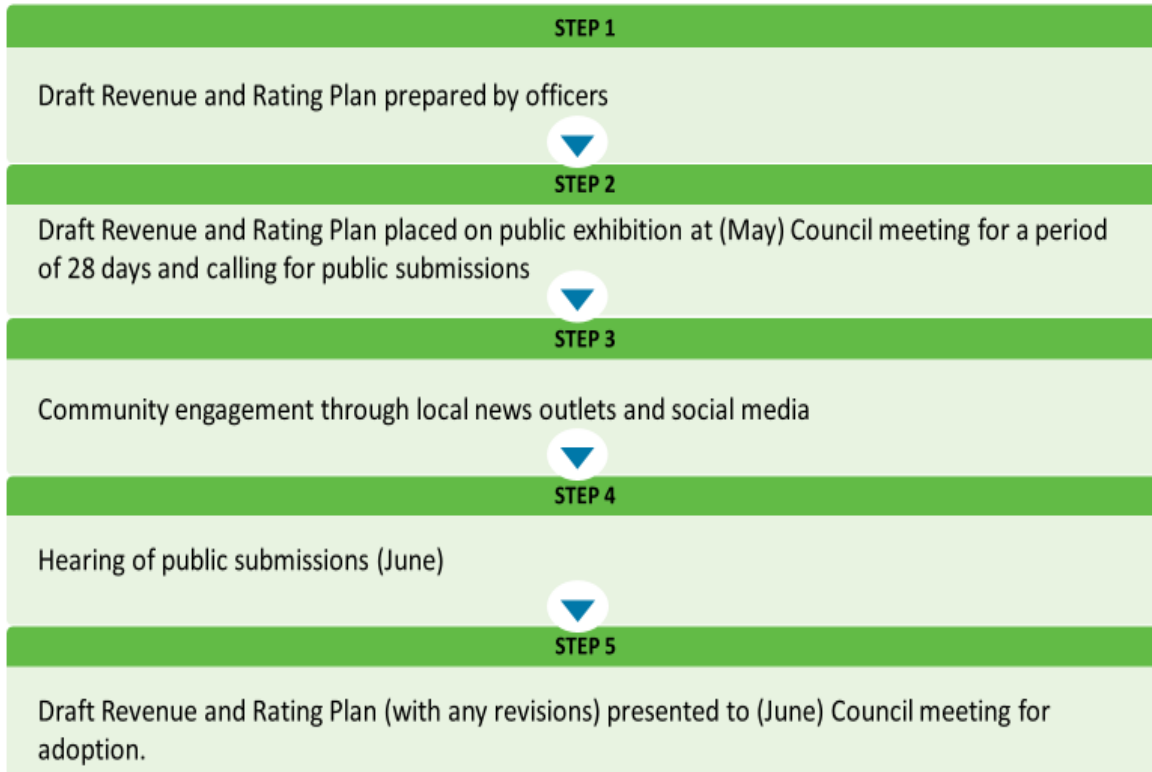 STEP 1
Draft Revenue and Rating Plan prepared by officers
STEP 2
Draft Revenue and Rating Plan placed on public exhibition at (May) Council meeting for a period
of 28 days and calling for public submissions
STEP 3
Community engagement through local news outlets and social media
STEP 4
Hearing of public submissions (June)
STEP 5
Draft Revenue and Rating Plan (with any revisions) presented to (June) Council meeting for
adoption.